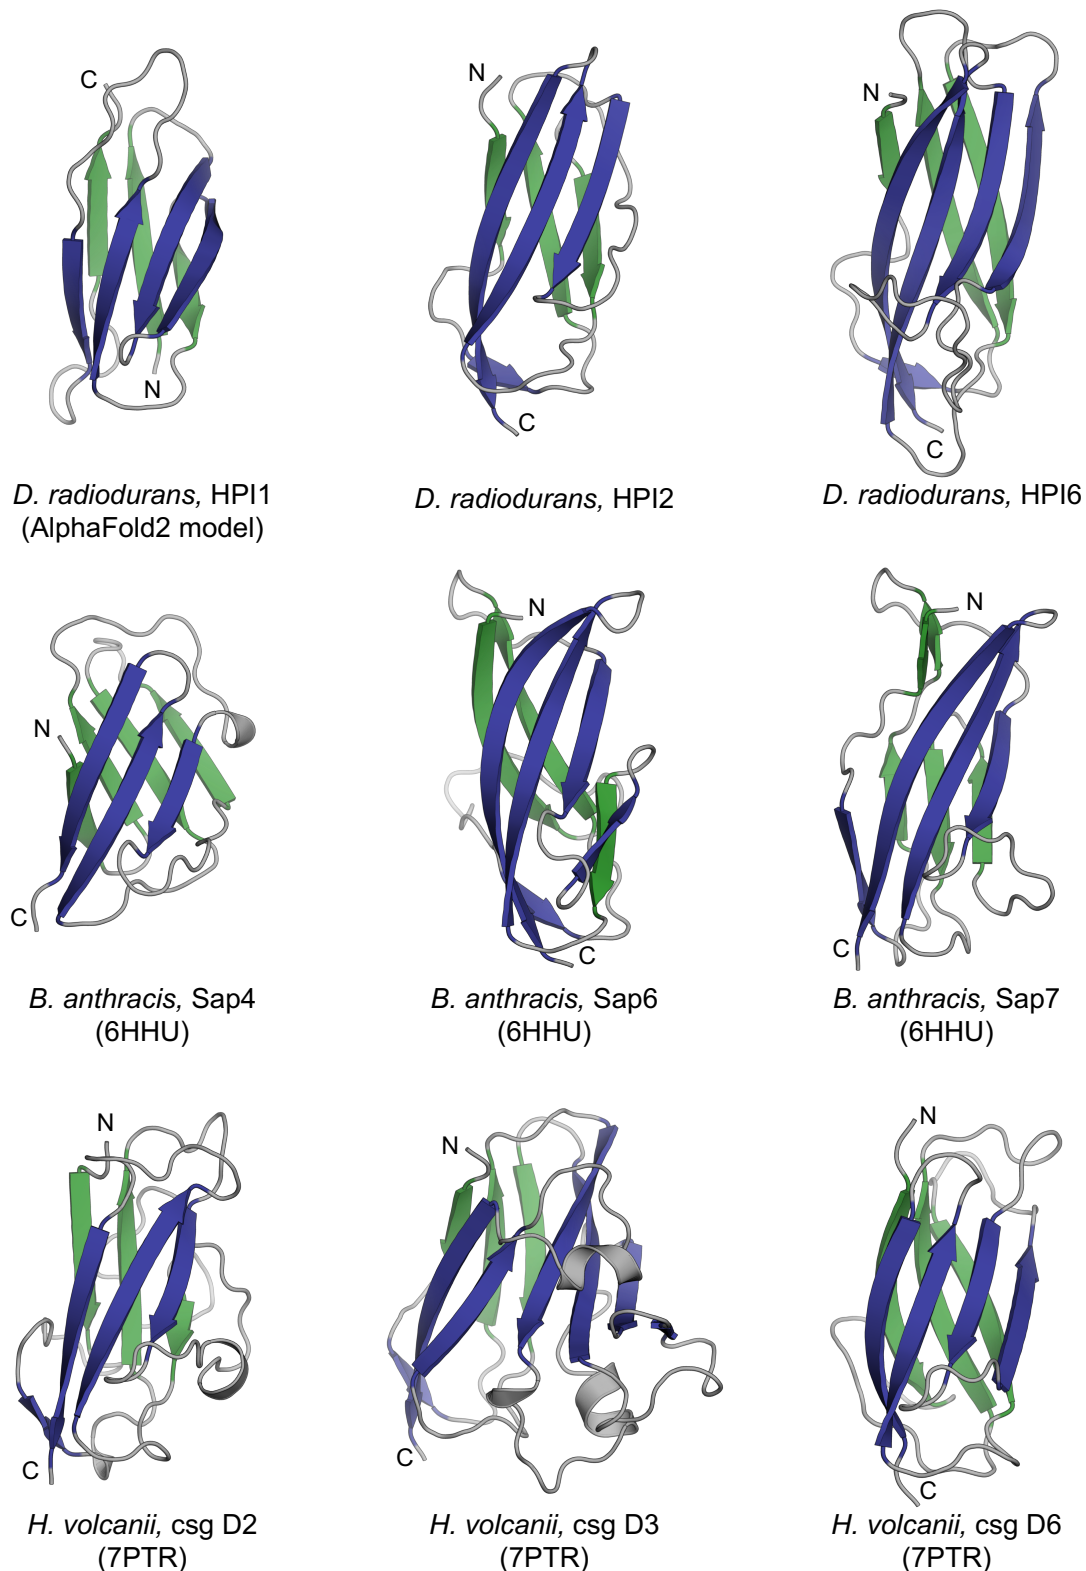 C
N
N
C
N
C
D. radiodurans, HPI1
(AlphaFold2 model)
D. radiodurans, HPI2
D. radiodurans, HPI6
N
C
N
C
N
C
B. anthracis, Sap4
(6HHU)
B. anthracis, Sap6
(6HHU)
B. anthracis, Sap7
(6HHU)
N
C
N
C
N
C
H. volcanii, csg D2
(7PTR)
H. volcanii, csg D3
(7PTR)
H. volcanii, csg D6
(7PTR)